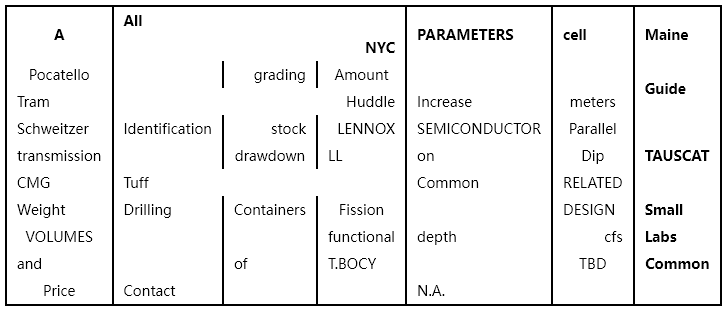 A All NYC PARAMETERS cell Maine
Pocatello grading Amount Guide
Tram Huddle Increase meters
Schweitzer Identification stock LENNOX SEMICONDUCTOR Parallel
transmission drawdown LL on Dip TAUSCAT
CMG Tuff Common RELATED
Weight Drilling Containers Fission DESIGN Small
VOLUMES functional depth cfs Labs
and of T.BOCY TBD Common
Price Contact N.A.